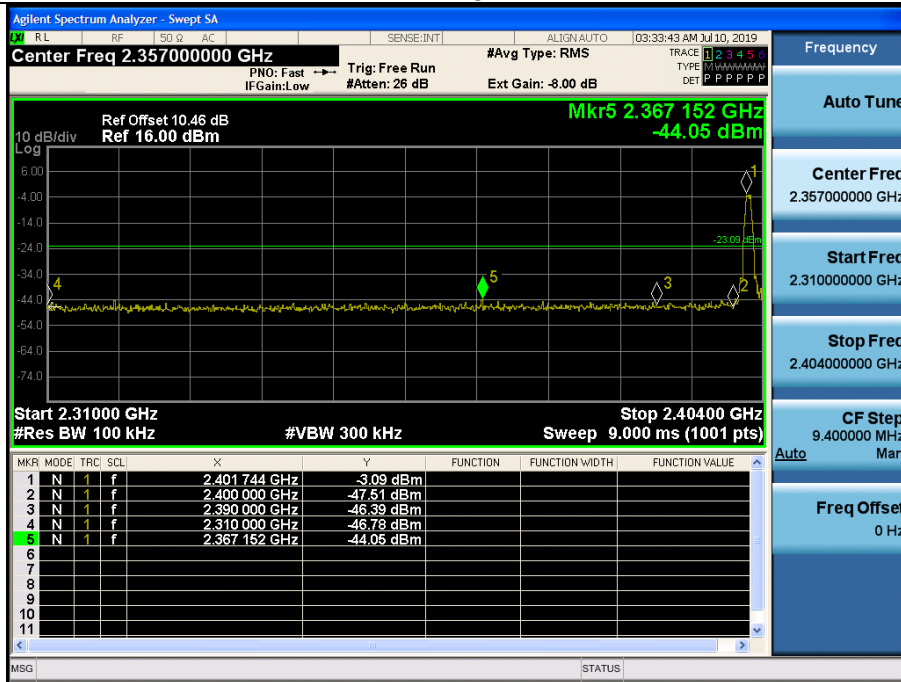 Agilent Spectrum Analyzer - Swept SA
LXI RL RF 50 Ω AC SENSE:INT ALIGN AUTO 03:33:43 AM Jul 10, 2019
Center Freq 2.357000000 GHz #Avg Type: RMS TRACE 1 2 3 4 5 6
PNO: Fast Trig: Free Run TYPE M WWWWW
IFGain:Low #Atten: 26 dB Ext Gain: -8.00 dB DET P P P P P P
Mkr5 2.367 152 GHz
-44.05 dBm
Ref Offset 10.46 dB
10 dB/div Ref 16.00 dBm
Log
6.00
-4.00
-14.0
-24.0
-34.0
-44.0
-54.0
-64.0
-74.0
1
-23.09 dBm
4
5
3
2
Start 2.31000 GHz Stop 2.40400 GHz
#Res BW 100 kHz #VBW 300 kHz Sweep 9.000 ms (1001 pts)
MKR MODE TRC SCL X Y FUNCTION FUNCTION WIDTH FUNCTION VALUE
1 N 1 f 2.401 744 GHz -3.09 dBm
2 N 1 f 2.400 000 GHz -47.51 dBm
3 N 1 f 2.390 000 GHz -46.39 dBm
4 N 1 f 2.310 000 GHz -46.78 dBm
5 N 1 f 2.367 152 GHz -44.05 dBm
6
7
8
9
10
11
MSG STATUS
Frequency
Auto Tune
Center Freq
2.357000000 GHz
Start Freq
2.310000000 GHz
Stop Freq
2.404000000 GHz
CF Step
9.400000 MHz
Auto Man
Freq Offset
0 Hz